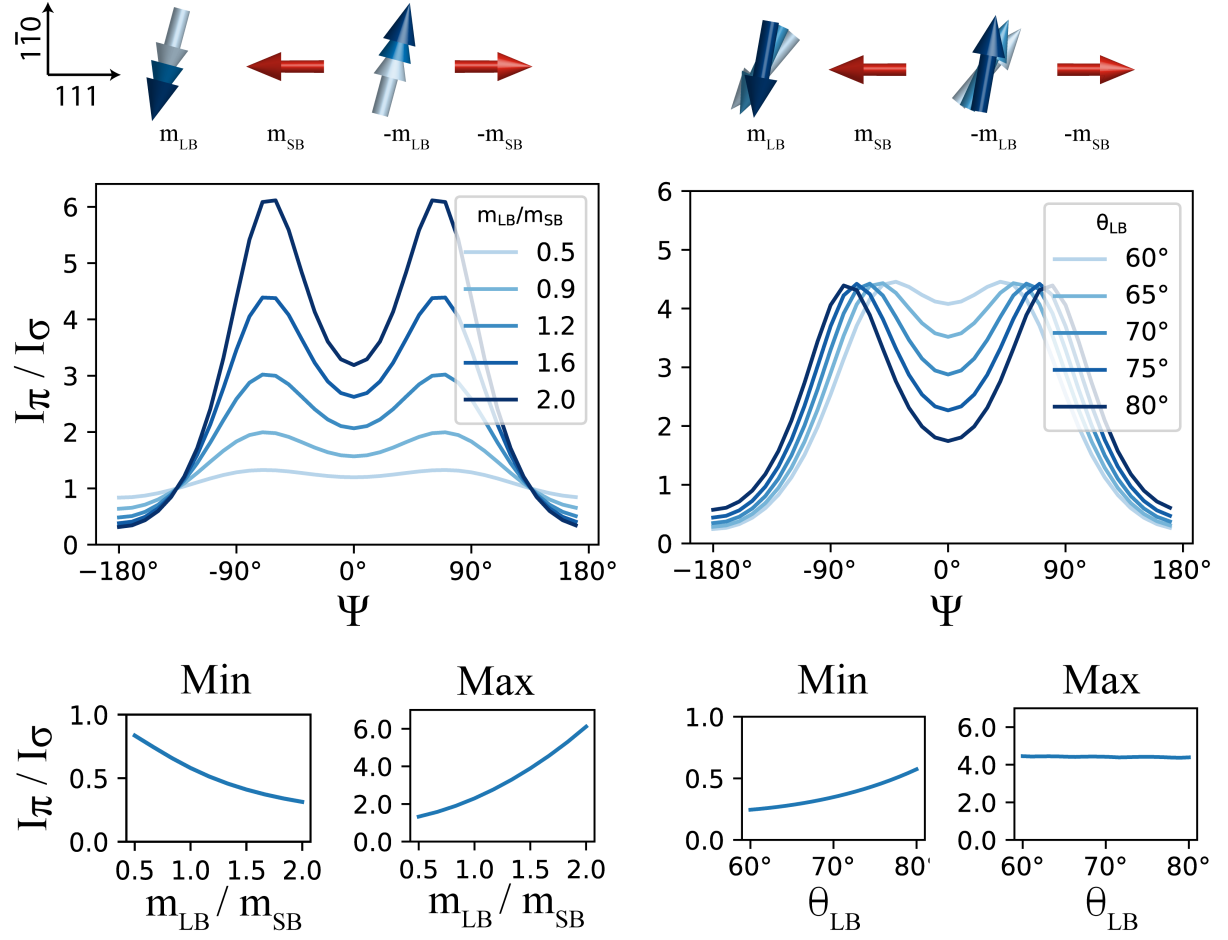 11̅0
111
m_LB m_SB -m_LB -m_SB
m_LB m_SB -m_LB -m_SB
I_π / I_σ
6
5
4
3
2
1
0
−180° -90° 0° 90° 180°
Ψ
m_LB/m_SB
0.5
0.9
1.2
1.6
2.0
6
5
4
3
2
1
0
−180° -90° 0° 90° 180°
Ψ
θ_LB
60°
65°
70°
75°
80°
I_π / I_σ
Min
1.0
0.5
0.0
0.5 1.0 1.5 2.0
m_LB / m_SB
Max
6.0
4.0
2.0
0.0
0.5 1.0 1.5 2.0
m_LB / m_SB
Min
1.0
0.5
0.0
60° 70° 80°
θ_LB
Max
6.0
4.0
2.0
0.0
60° 70° 80°
θ_LB